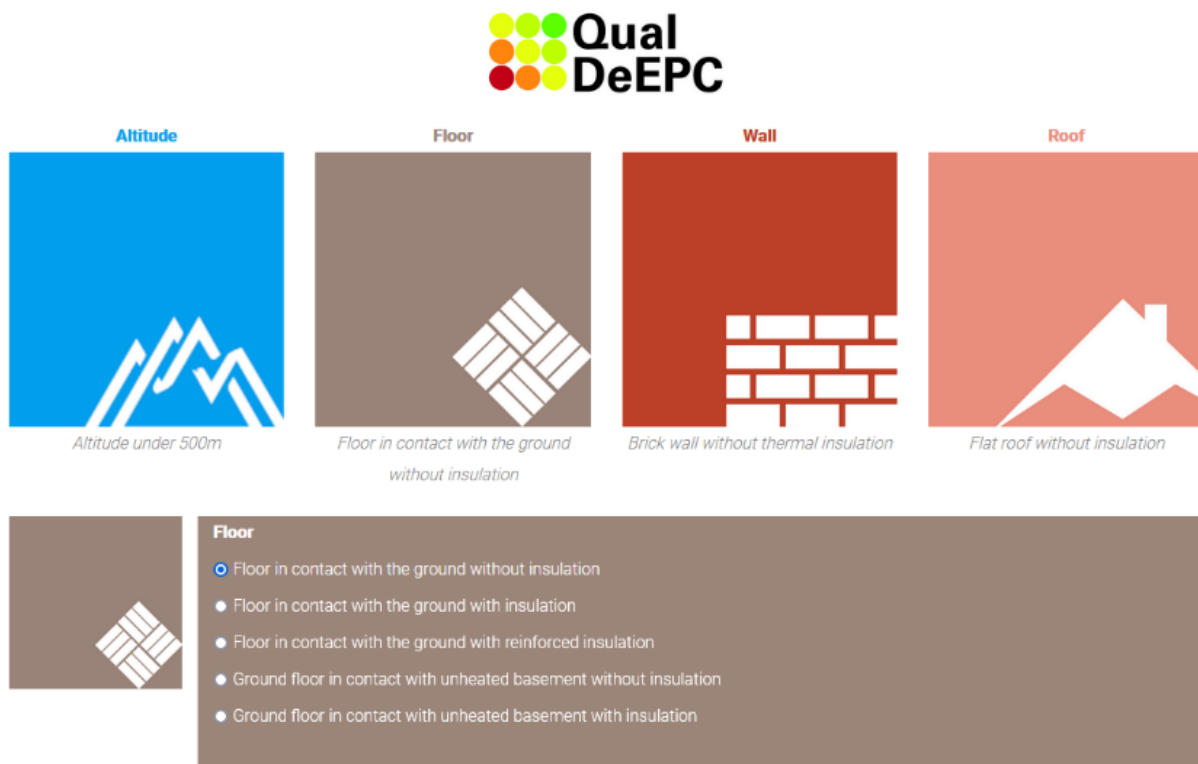 Qual
DeEPC
Altitude
Floor
Wall
Roof
Altitude under 500m
Floor in contact with the ground
without insulation
Brick wall without thermal insulation
Flat roof without insulation
Floor
Floor in contact with the ground without insulation
Floor in contact with the ground with insulation
Floor in contact with the ground with reinforced insulation
Ground floor in contact with unheated basement without insulation
Ground floor in contact with unheated basement with insulation